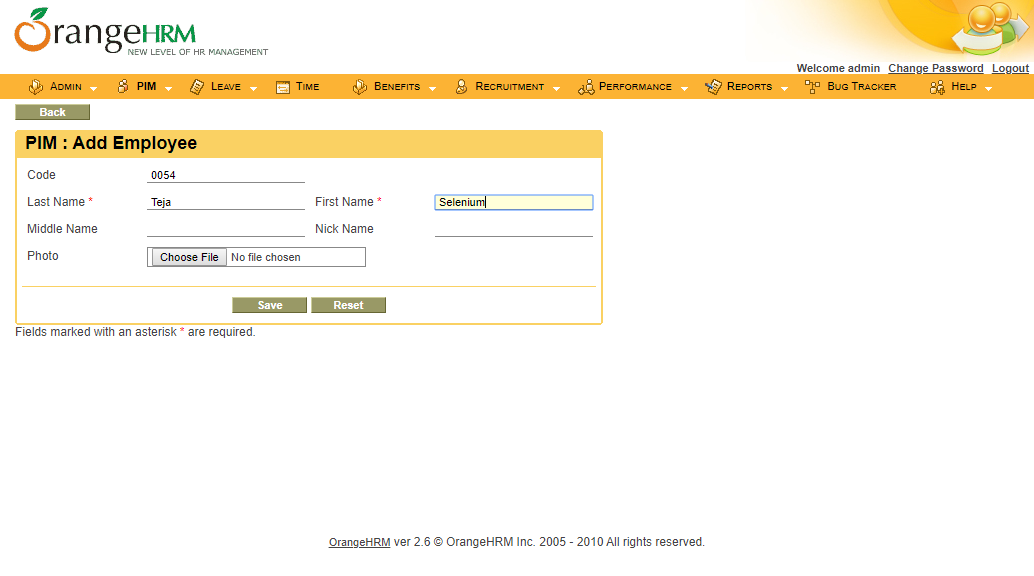 OrangeHRM
NEW LEVEL OF HR MANAGEMENT
Welcome admin Change Password Logout
ADMIN PIM LEAVE TIME BENEFITS RECRUITMENT PERFORMANCE REPORTS BUG TRACKER HELP
Back
PIM : Add Employee
Code 0054
Last Name * Teja First Name * Selenium
Middle Name Nick Name
Photo Choose File No file chosen
Save Reset
Fields marked with an asterisk * are required.
OrangeHRM ver 2.6 © OrangeHRM Inc. 2005 - 2010 All rights reserved.